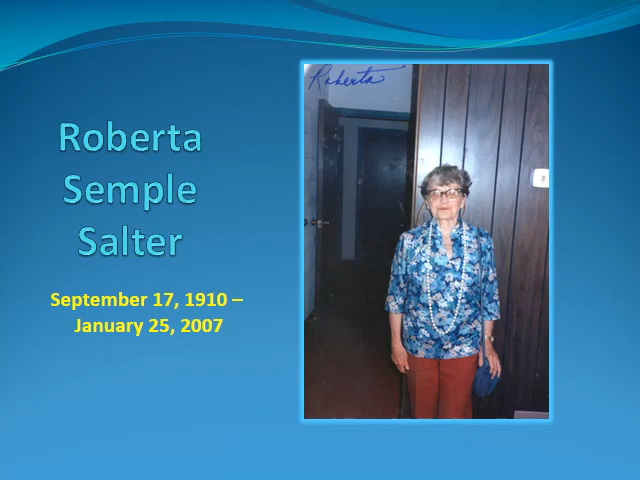 Roberta
Semple
Salter
September 17, 1910 –
January 25, 2007
Roberta